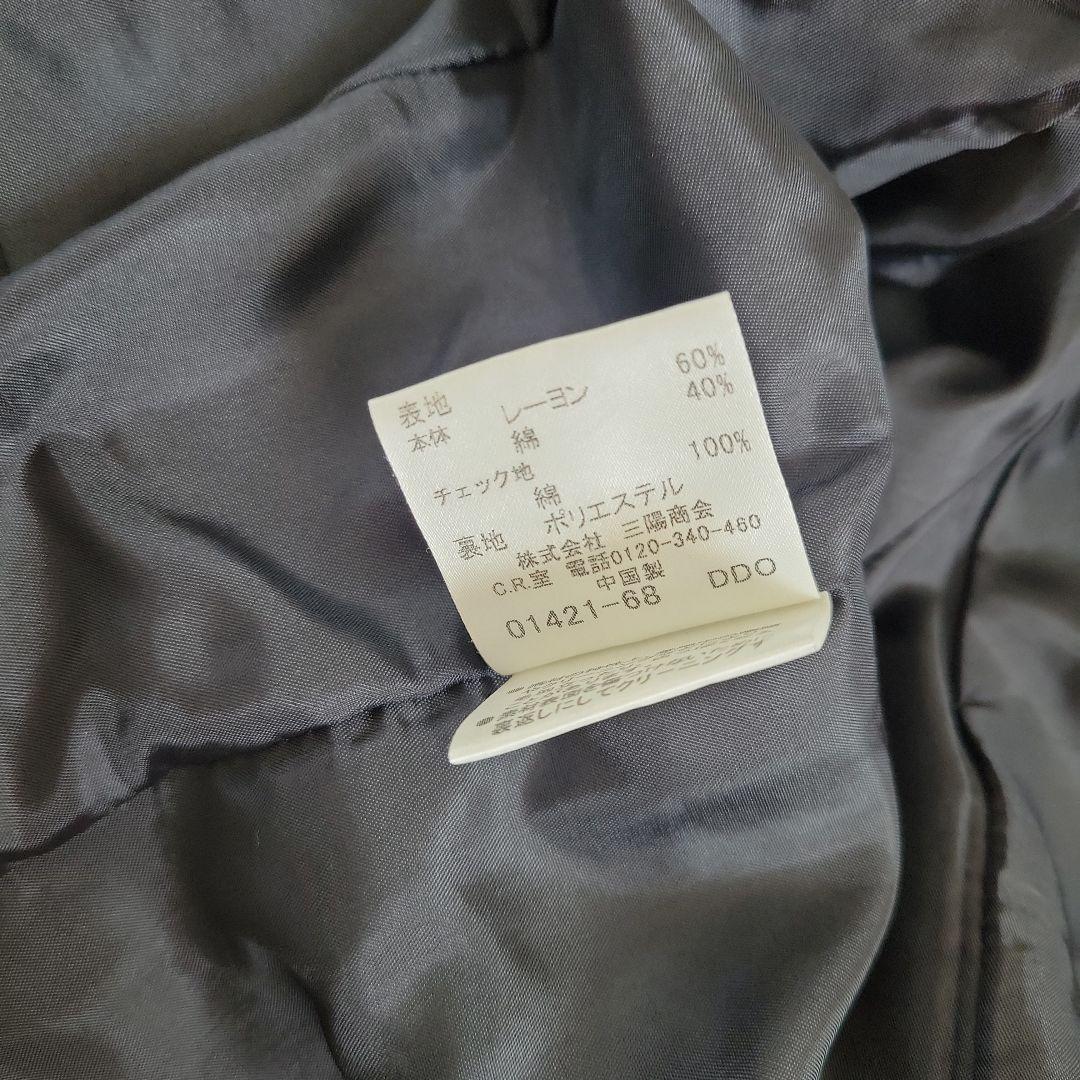 表地 レーヨン 60%
本体 綿 40%
チェック地
綿 100%
裏地 ポリエステル
株式会社 三陽商会
C.R.室 電話0120-340-460
中国製 DDO
01421-68
返しにしてクリーニング